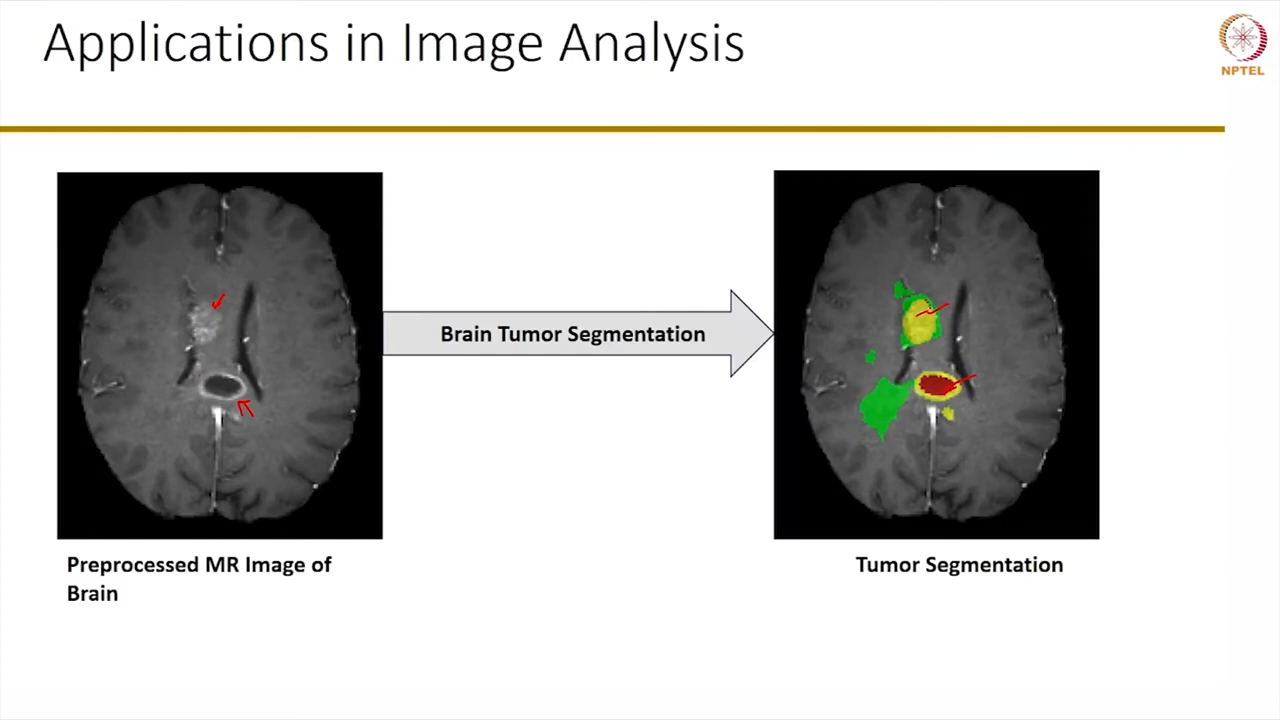 Applications in Image Analysis
NPTEL
Brain Tumor Segmentation
Preprocessed MR Image of
Brain
Tumor Segmentation